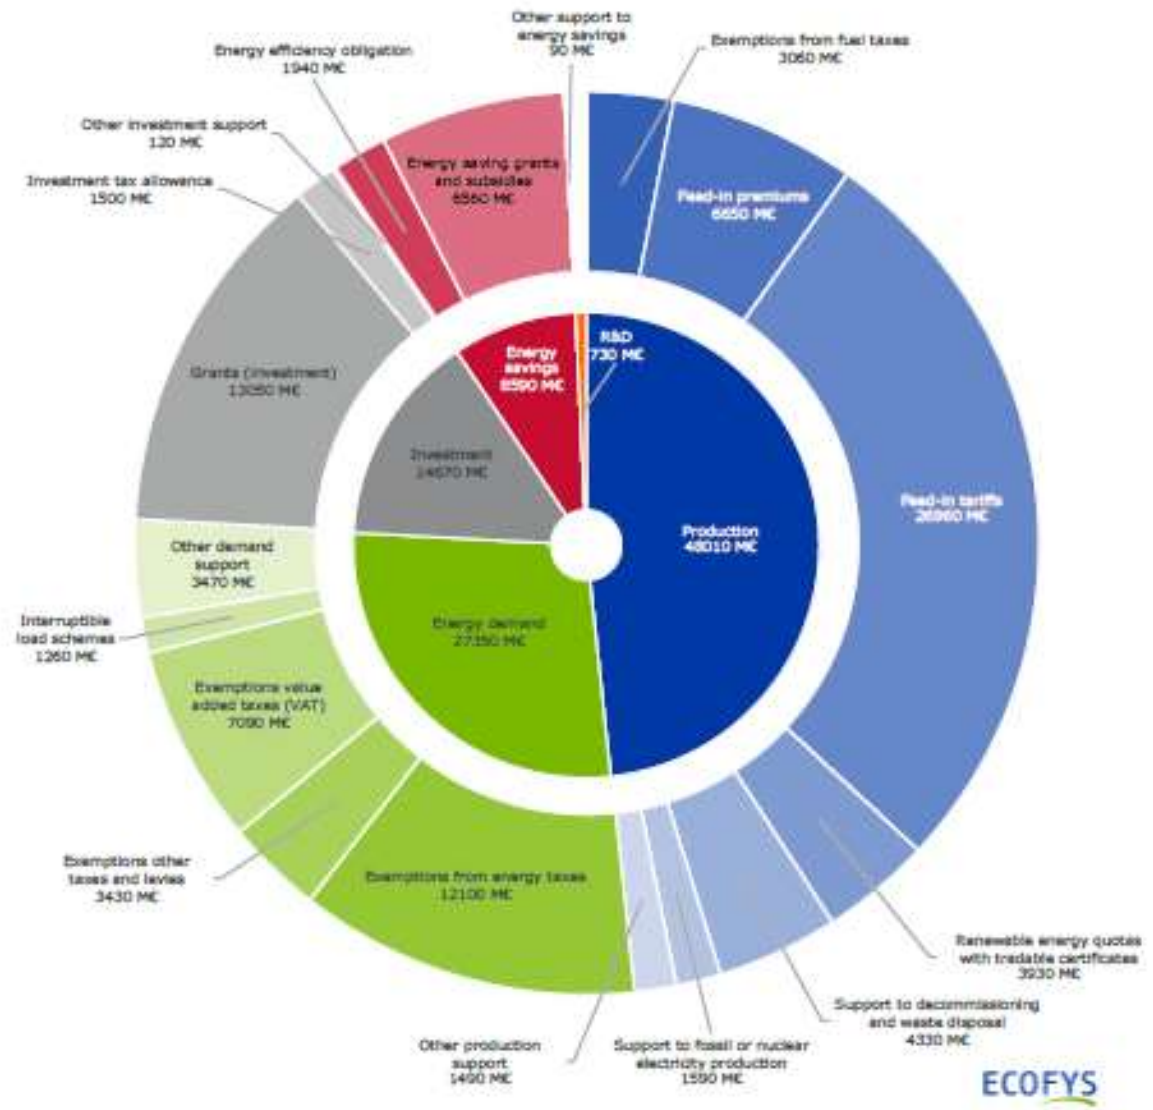 Other support to
energy savings
90 M€
Exemptions from fuel taxes
3060 M€
Energy efficiency obligation
1940 M€
Other investment support
120 M€
Investment tax allowance
1500 M€
Energy saving grants
and subsidies
6560 M€
Feed-in premiums
6650 M€
R&D
730 M€
Energy
savings
8590 M€
Grants (investment)
13050 M€
Investment
14670 M€
Feed-in tariffs
26960 M€
Production
48010 M€
Other demand
support
3470 M€
Interruptible
load schemes
1260 M€
Energy demand
27350 M€
Exemptions value
added taxes (VAT)
7090 M€
Exemptions other
taxes and levies
3430 M€
Exemptions from energy taxes
12100 M€
Renewable energy quotas
with tradable certificates
3930 M€
Support to decommissioning
and waste disposal
4330 M€
Other production
support
1490 M€
Support to fossil or nuclear
electricity production
1590 M€
ECOFYS